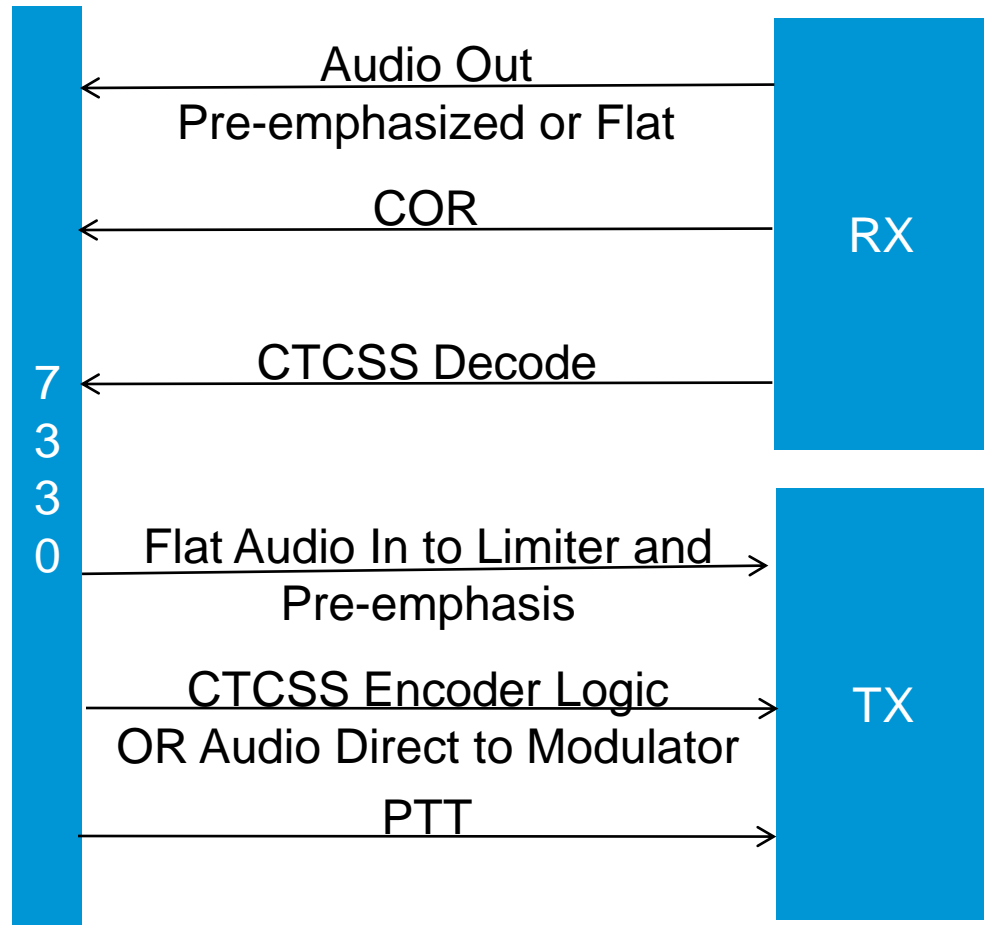 Audio Out
Pre-emphasized or Flat
COR
RX
CTCSS Decode
7
3
3
0
Flat Audio In to Limiter and
Pre-emphasis
CTCSS Encoder Logic
OR Audio Direct to Modulator
TX
PTT